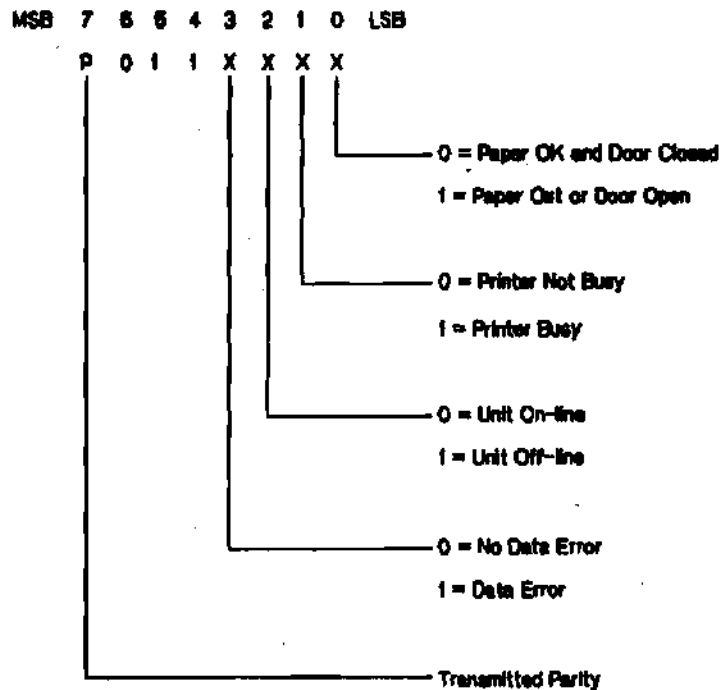 MSB 7 6 5 4 3 2 1 0 LSB
P 0 1 1 X X X X
0 = Paper OK and Door Closed
1 = Paper Out or Door Open
0 = Printer Not Busy
1 = Printer Busy
0 = Unit On-line
1 = Unit Off-line
0 = No Data Error
1 = Data Error
Transmitted Parity